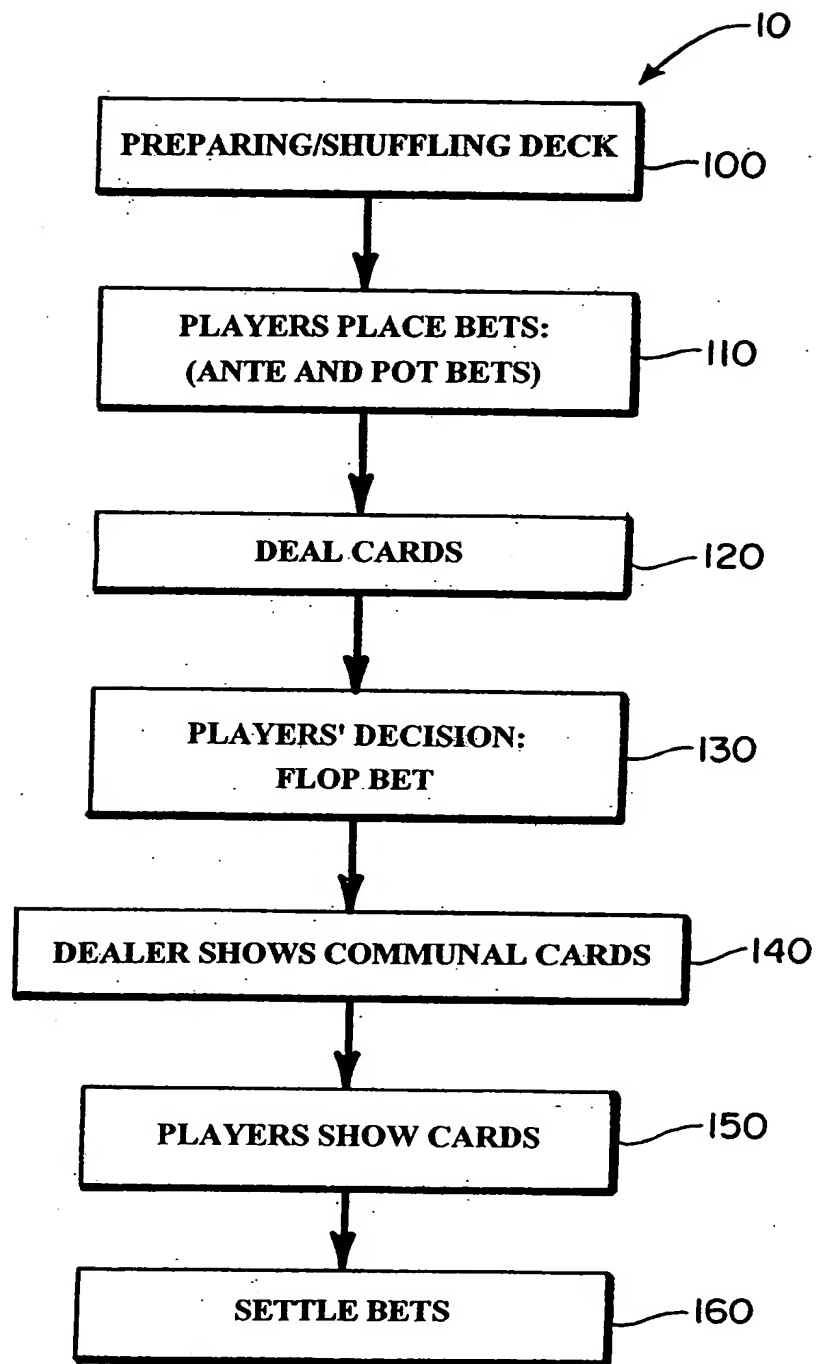 10
PREPARING/SHUFFLING DECK
100
PLAYERS PLACE BETS:
(ANTE AND POT BETS)
110
DEAL CARDS
120
PLAYERS' DECISION:
FLOP BET
130
DEALER SHOWS COMMUNAL CARDS
140
PLAYERS SHOW CARDS
150
SETTLE BETS
160